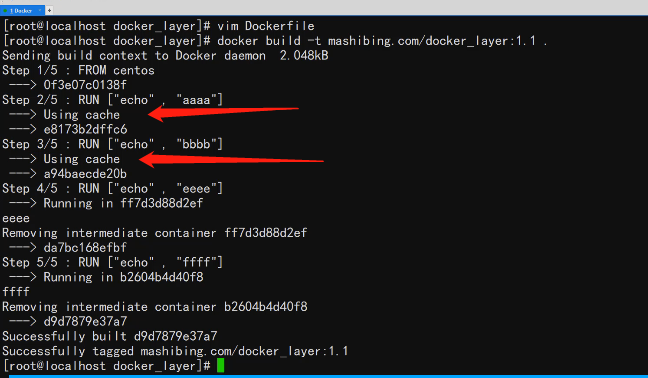 1 Docker
[root@localhost docker_layer]# vim Dockerfile
[root@localhost docker_layer]# docker build -t mashibing.com/docker_layer:1.1 .
Sending build context to Docker daemon  2.048kB
Step 1/5 : FROM centos
 ---> 0f3e07c0138f
Step 2/5 : RUN ["echo" , "aaaa"]
 ---> Using cache
 ---> e8173b2dffc6
Step 3/5 : RUN ["echo" , "bbbb"]
 ---> Using cache
 ---> a94baecde20b
Step 4/5 : RUN ["echo" , "eeee"]
 ---> Running in ff7d3d88d2ef
eeee
Removing intermediate container ff7d3d88d2ef
 ---> da7bc168efbf
Step 5/5 : RUN ["echo" , "ffff"]
 ---> Running in b2604b4d40f8
ffff
Removing intermediate container b2604b4d40f8
 ---> d9d7879e37a7
Successfully built d9d7879e37a7
Successfully tagged mashibing.com/docker_layer:1.1
[root@localhost docker_layer]#